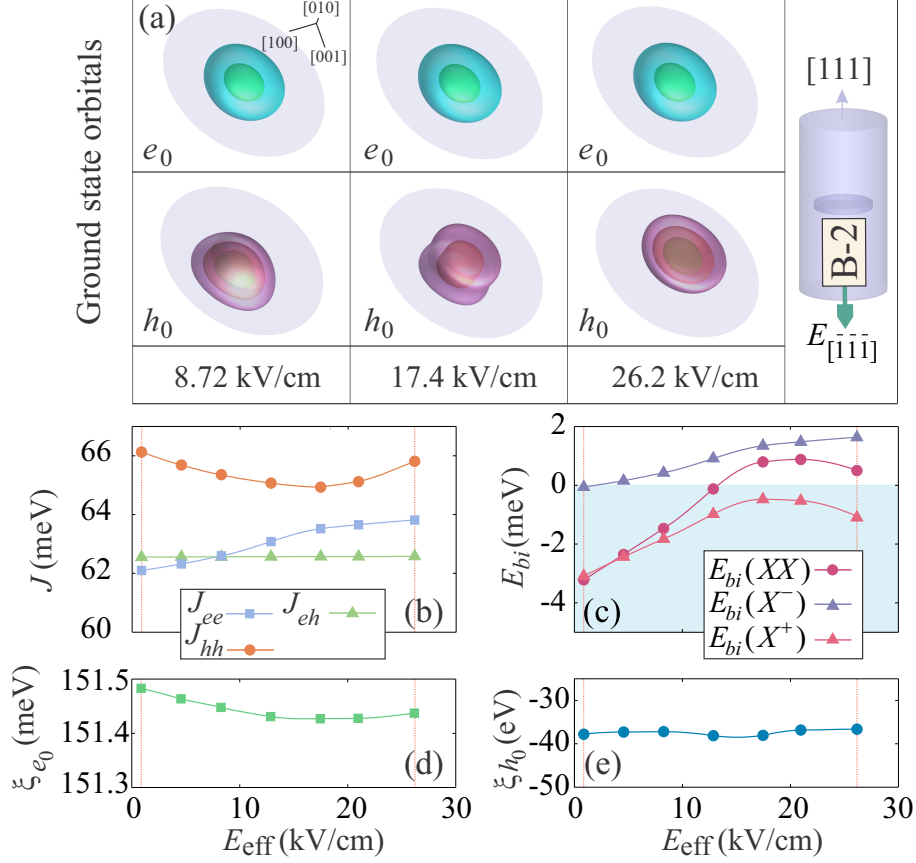 (a)
[010]
[100]
[001]
Ground state orbitals
e0
e0
e0
h0
h0
h0
8.72 kV/cm
17.4 kV/cm
26.2 kV/cm
[111]
B-2
E[1̄1̄1̄]
66
64
62
60
J (meV)
Jee
Jeh
Jhh
(b)
2
0
-2
-4
Ebi (meV)
Ebi(XX)
Ebi(X⁻)
Ebi(X⁺)
(c)
151.5
151.4
151.3
ξe0 (meV)
(d)
0
10
20
30
Eeff (kV/cm)
-30
-40
-50
ξh0 (eV)
(e)
0
10
20
30
Eeff (kV/cm)